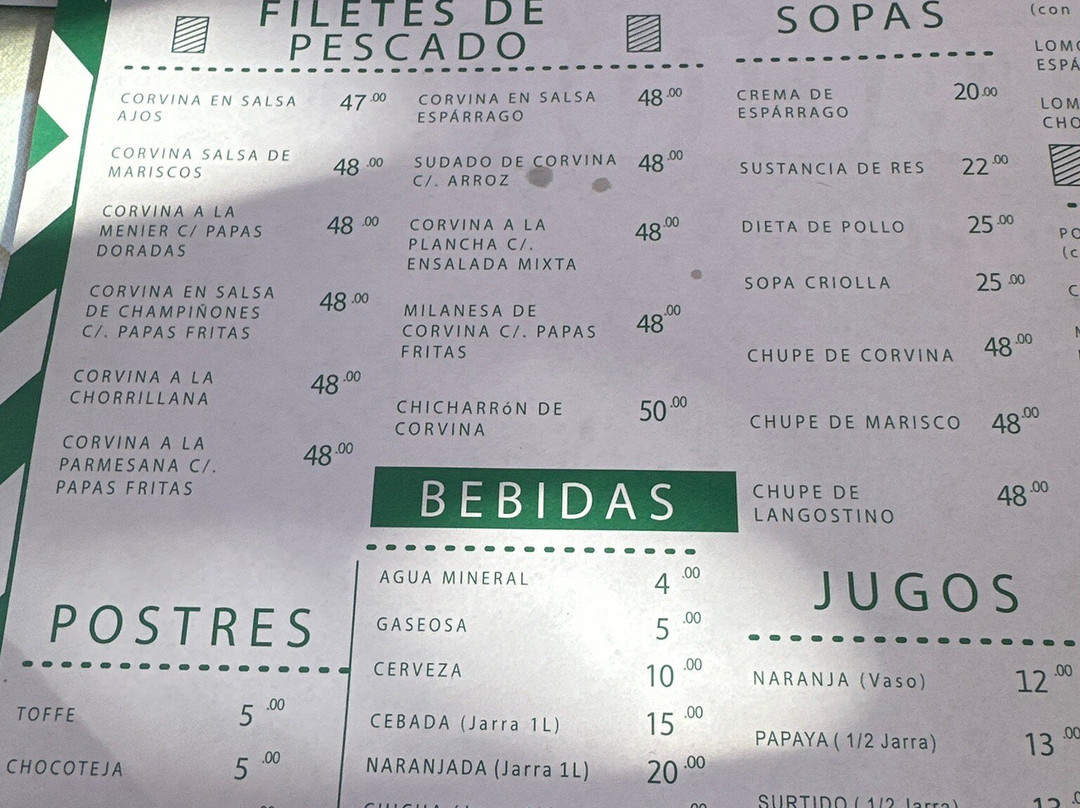 FILETES DE
PESCADO
CORVINA EN SALSA
AJOS 47.00
CORVINA SALSA DE
MARISCOS 48.00
CORVINA A LA
MENIER C/ PAPAS
DORADAS 48.00
CORVINA EN SALSA
DE CHAMPIÑONES
C/. PAPAS FRITAS 48.00
CORVINA A LA
CHORRILLANA 48.00
CORVINA A LA
PARMESANA C/.
PAPAS FRITAS 48.00
CORVINA EN SALSA
ESPÁRRAGO 48.00
SUDADO DE CORVINA
C/. ARROZ 48.00
CORVINA A LA
PLANCHA C/.
ENSALADA MIXTA 48.00
MILANESA DE
CORVINA C/. PAPAS
FRITAS 48.00
CHICHARRóN DE
CORVINA 50.00
SOPAS
CREMA DE
ESPÁRRAGO 20.00
SUSTANCIA DE RES 22.00
DIETA DE POLLO 25.00
SOPA CRIOLLA 25.00
CHUPE DE CORVINA 48.00
CHUPE DE MARISCO 48.00
CHUPE DE
LANGOSTINO 48.00
POSTRES
TOFFE 5.00
CHOCOTEJA 5.00
BEBIDAS
AGUA MINERAL 4.00
GASEOSA 5.00
CERVEZA 10.00
CEBADA (Jarra 1L) 15.00
NARANJADA (Jarra 1L) 20.00
JUGOS
NARANJA (Vaso) 12.00
PAPAYA ( 1/2 Jarra) 13.00
SURTIDO ( 1/2 Jarra)
(con